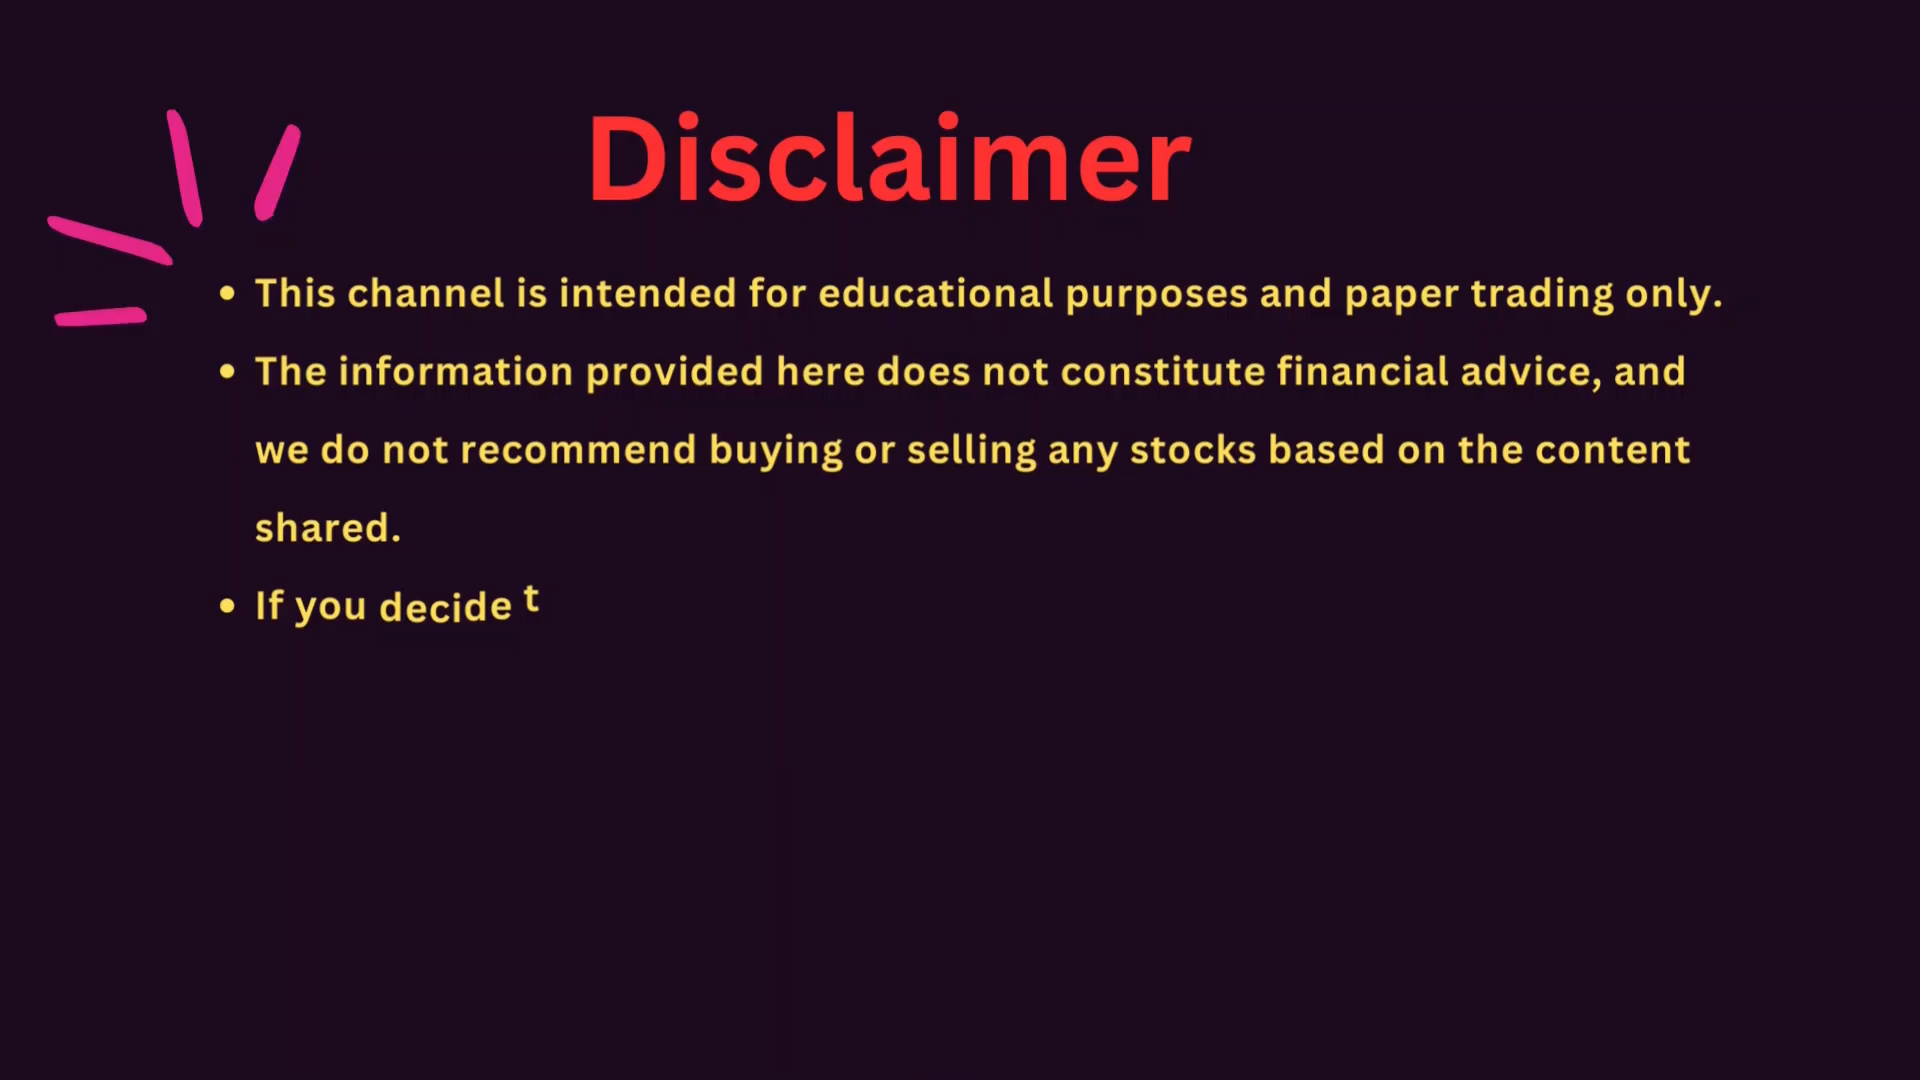 Disclaimer
• This channel is intended for educational purposes and paper trading only.
• The information provided here does not constitute financial advice, and
we do not recommend buying or selling any stocks based on the content
shared.
• If you decide t